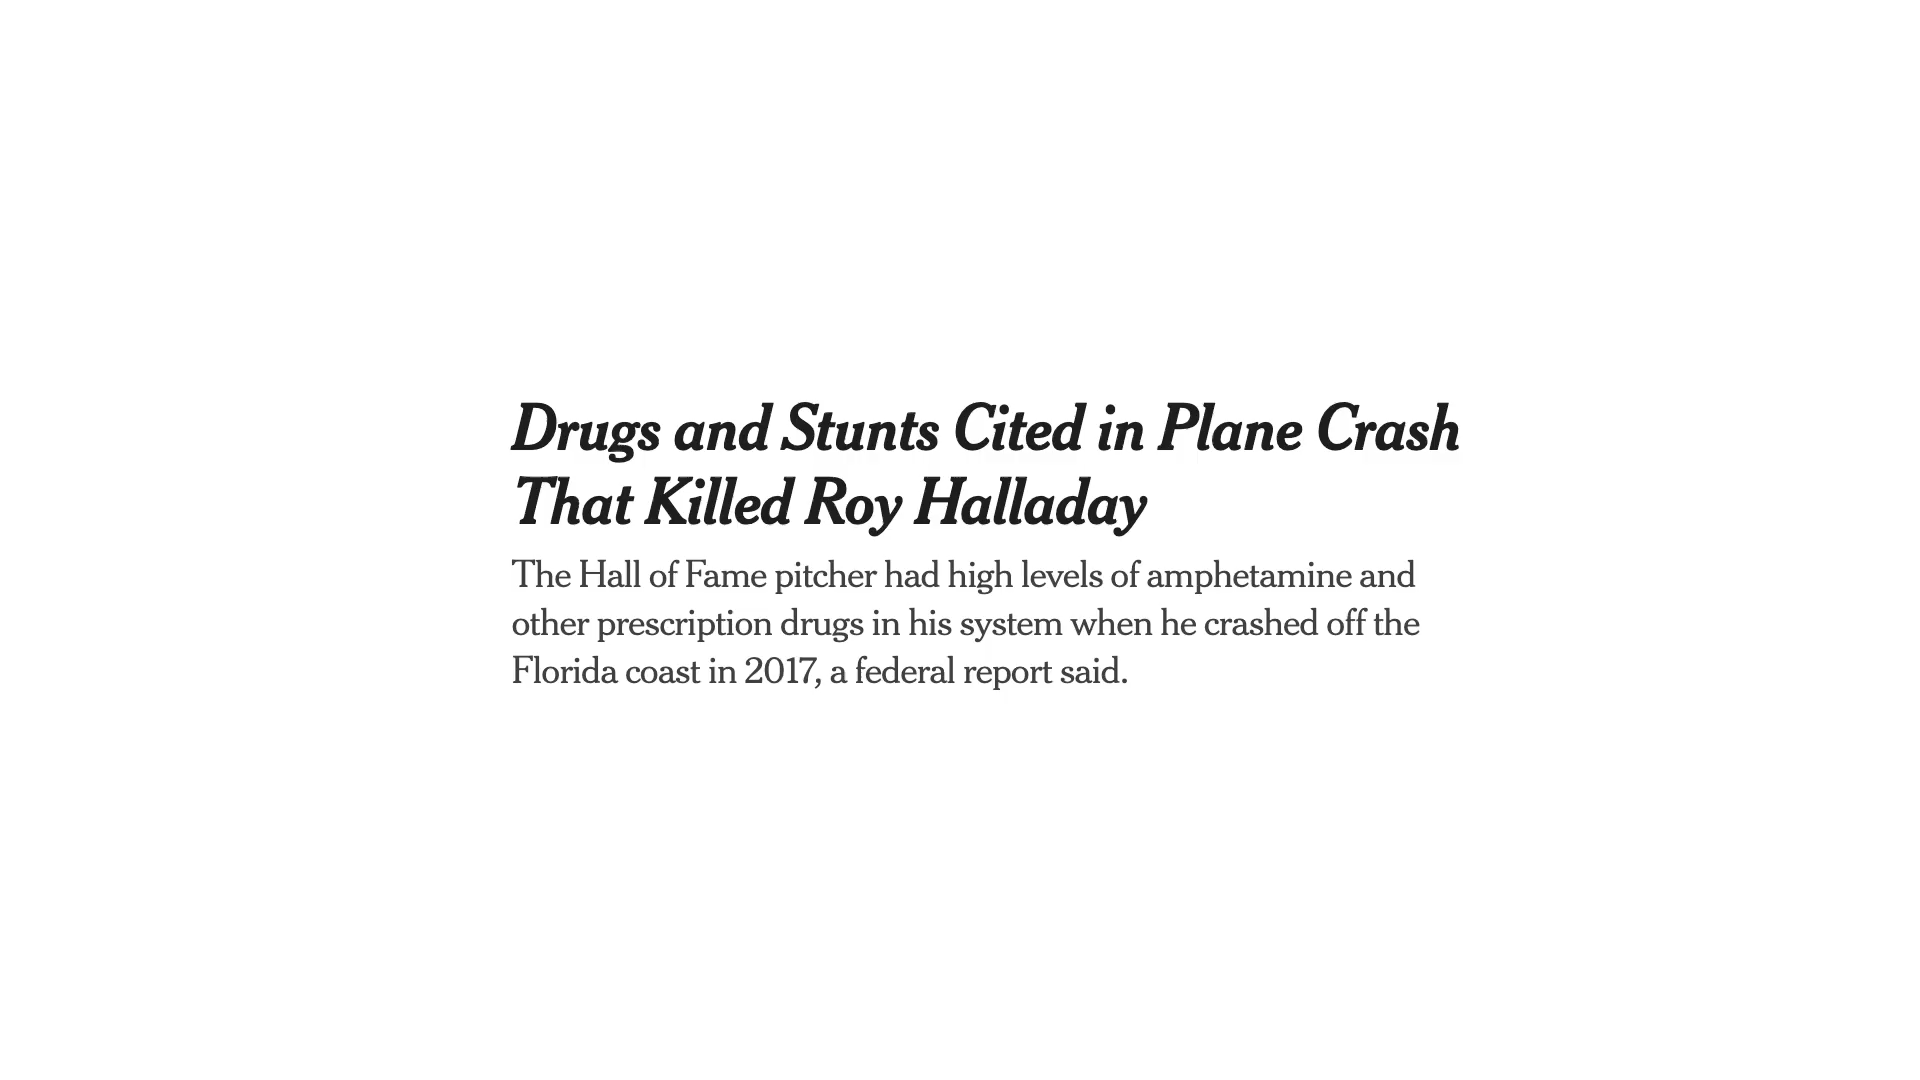 Drugs and Stunts Cited in Plane Crash
That Killed Roy Halladay
The Hall of Fame pitcher had high levels of amphetamine and
other prescription drugs in his system when he crashed off the
Florida coast in 2017, a federal report said.